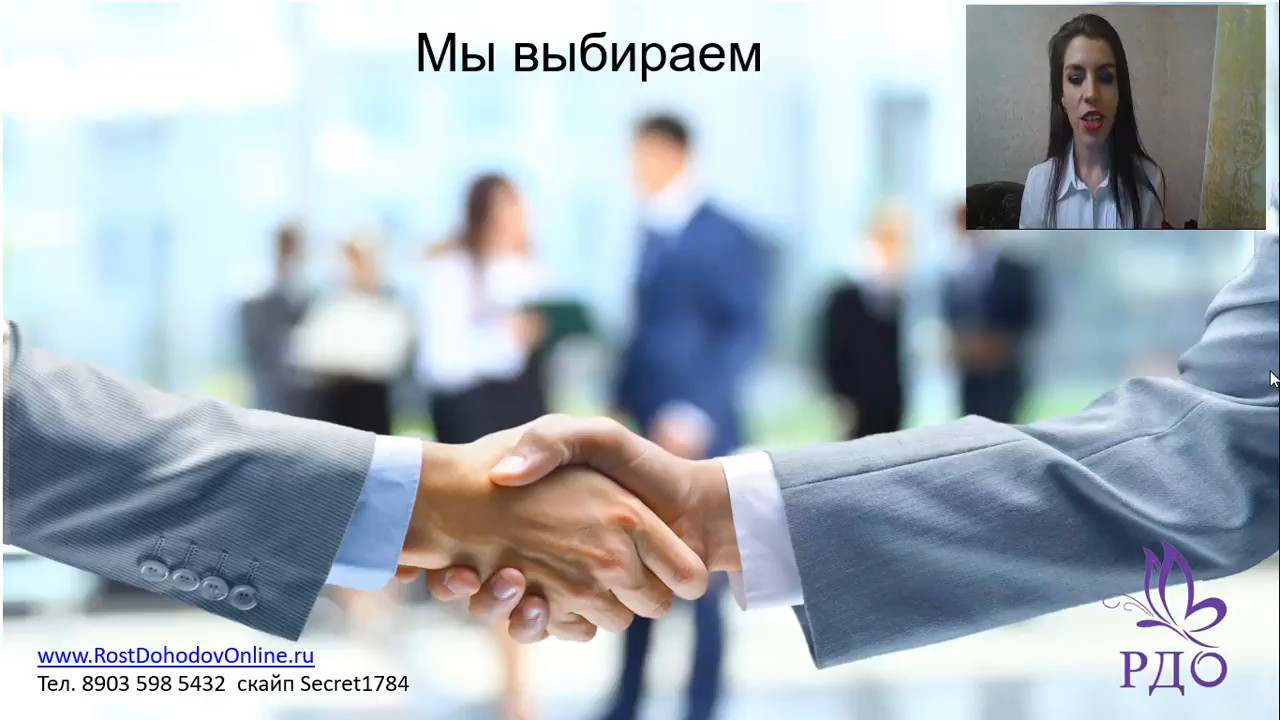 Мы выбираем
www.RostDohodovOnline.ru
Тел. 8903 598 5432 скайп Secret1784
РДО